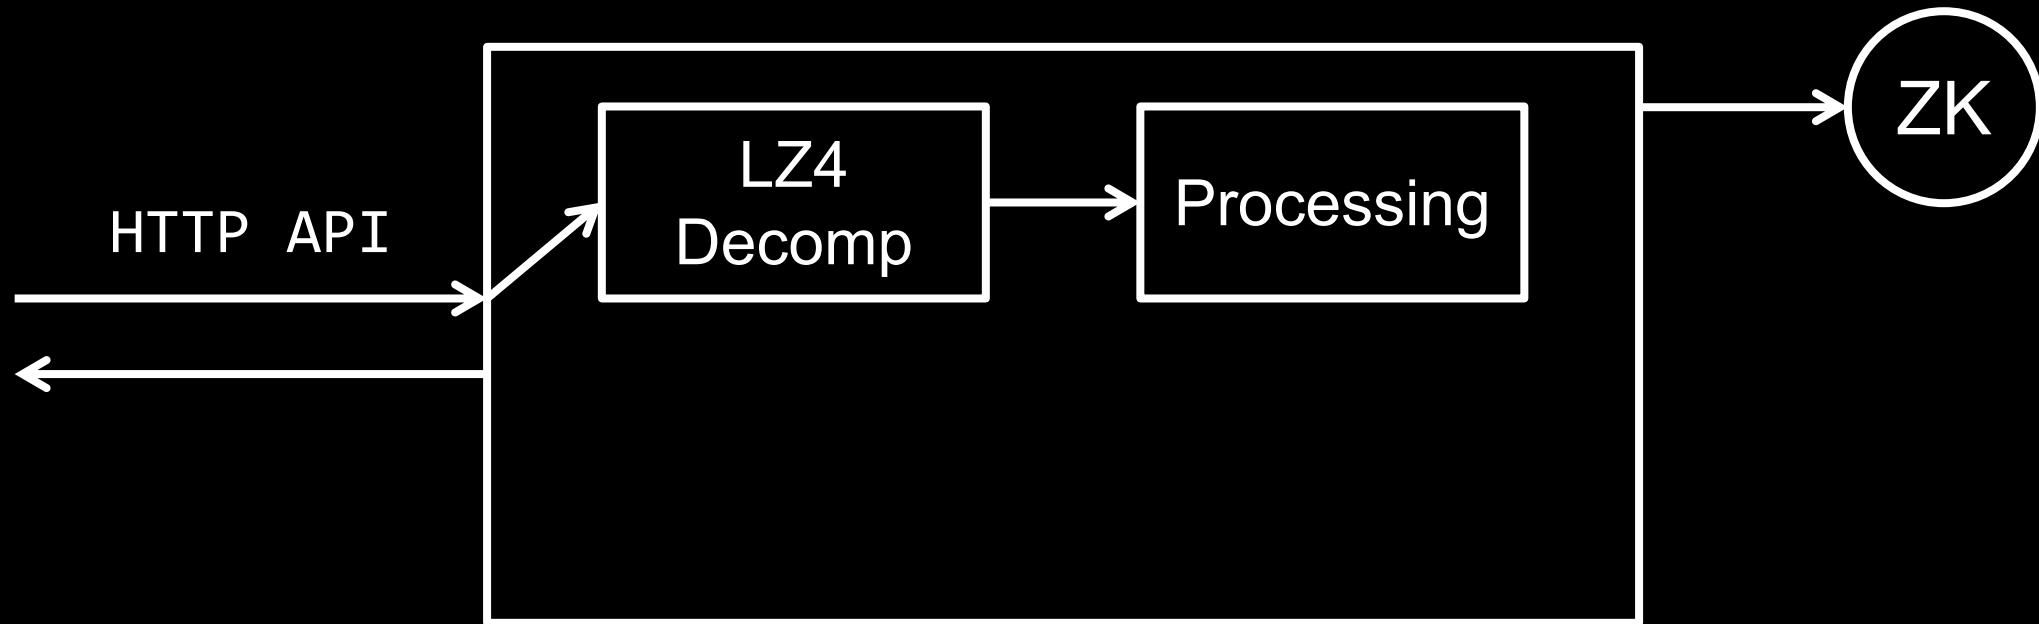 HTTP API
LZ4
Decomp
Processing
ZK